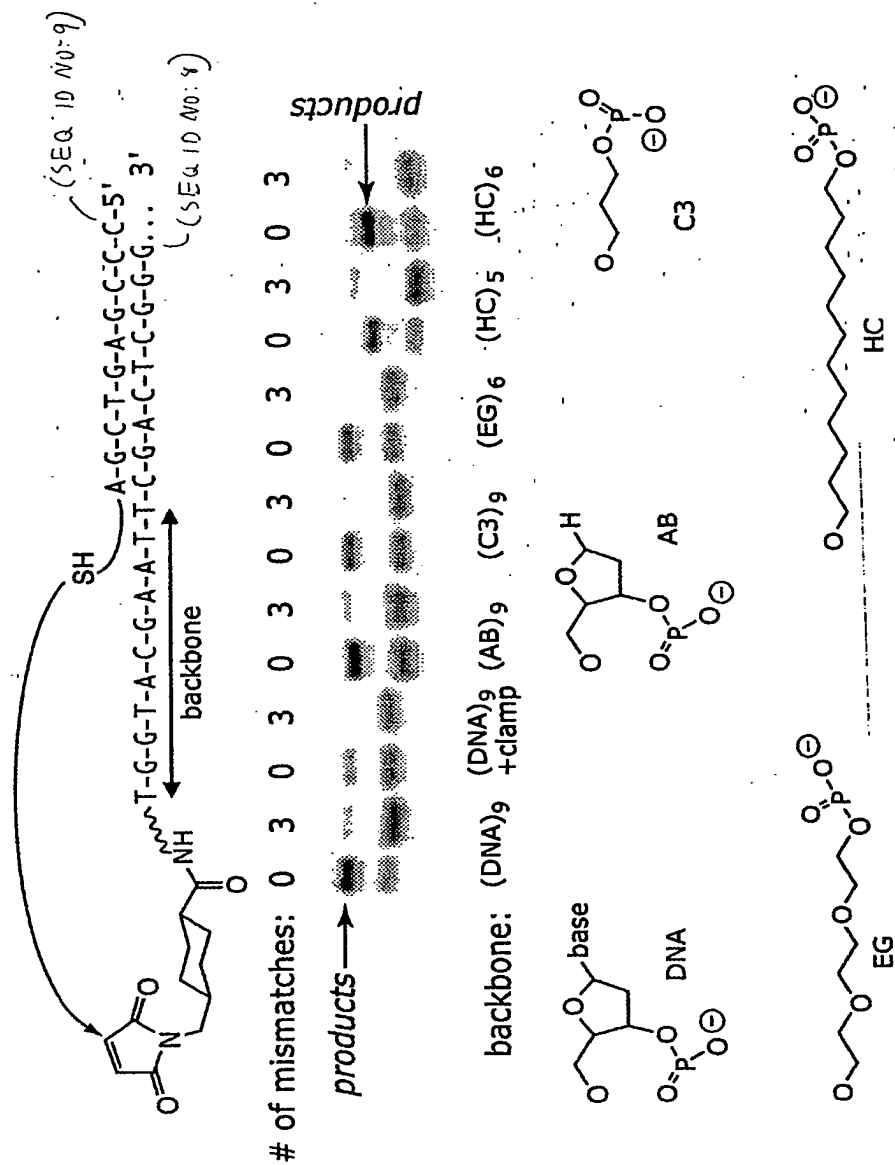 (SEQ ID NO: 9)
SH
A-G-C-T-G-A-G-C-C-C-5'
T-G-G-T-A-C-G-A-A-T-T-C-G-A-C-T-C-G-G-G... 3'
(SEQ ID NO: 8)
backbone
NH
O
O
N
O
# of mismatches: 0 3 0 3 0 3 0 3 0 3 0 3 0 3
products
products
backbone: (DNA)9 (DNA)9 (AB)9 (C3)9 (EG)6 (HC)5 (HC)6
+clamp
base
O
O
O
O
P
O
DNA
H
O
O
O
O
P
O
AB
O
O
O
P
O
C3
O
O
O
O
O
P
O
EG
O
O
O
P
O
HC